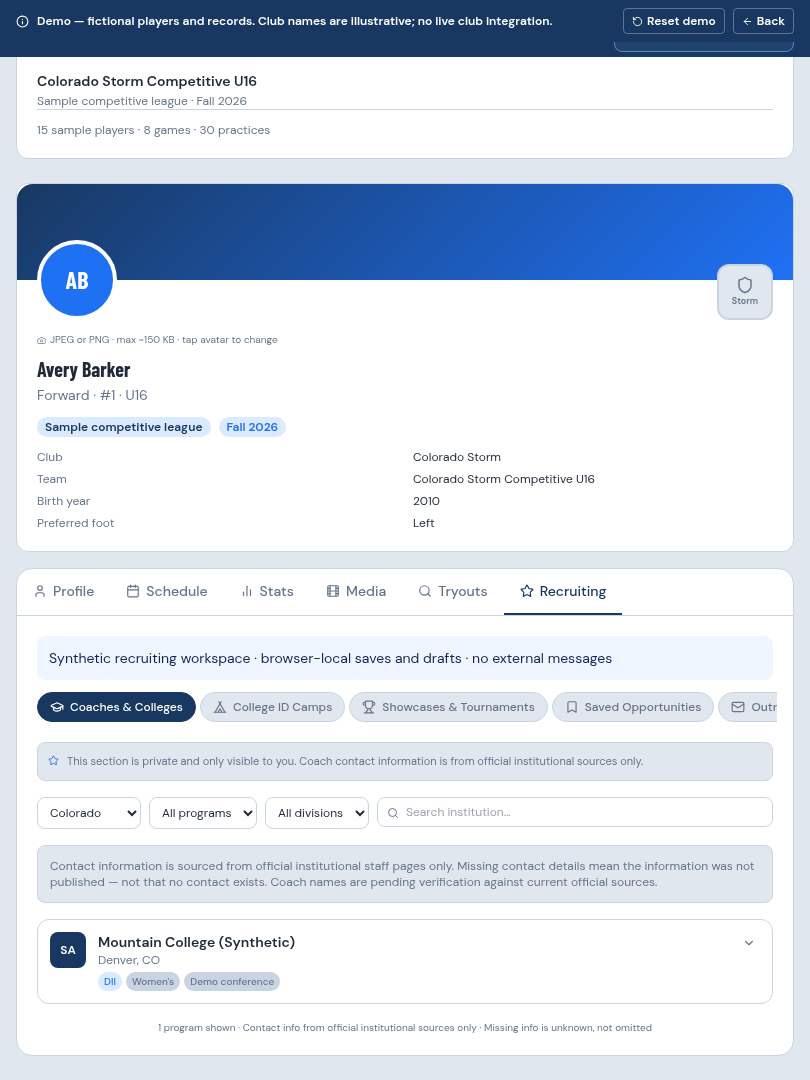 Demo — fictional players and records. Club names are illustrative; no live club integration.
Reset demo
Back
Colorado Storm Competitive U16
Sample competitive league · Fall 2026
15 sample players · 8 games · 30 practices
AB
Storm
JPEG or PNG · max ~150 KB · tap avatar to change
Avery Barker
Forward · #1 · U16
Sample competitive league
Fall 2026
Club
Colorado Storm
Team
Colorado Storm Competitive U16
Birth year
2010
Preferred foot
Left
Profile
Schedule
Stats
Media
Tryouts
Recruiting
Synthetic recruiting workspace · browser-local saves and drafts · no external messages
Coaches & Colleges
College ID Camps
Showcases & Tournaments
Saved Opportunities
Outr
This section is private and only visible to you. Coach contact information is from official institutional sources only.
Colorado
All programs
All divisions
Search institution...
Contact information is sourced from official institutional staff pages only. Missing contact details mean the information was not
published — not that no contact exists. Coach names are pending verification against current official sources.
SA
Mountain College (Synthetic)
Denver, CO
DII
Women's
Demo conference
1 program shown · Contact info from official institutional sources only · Missing info is unknown, not omitted